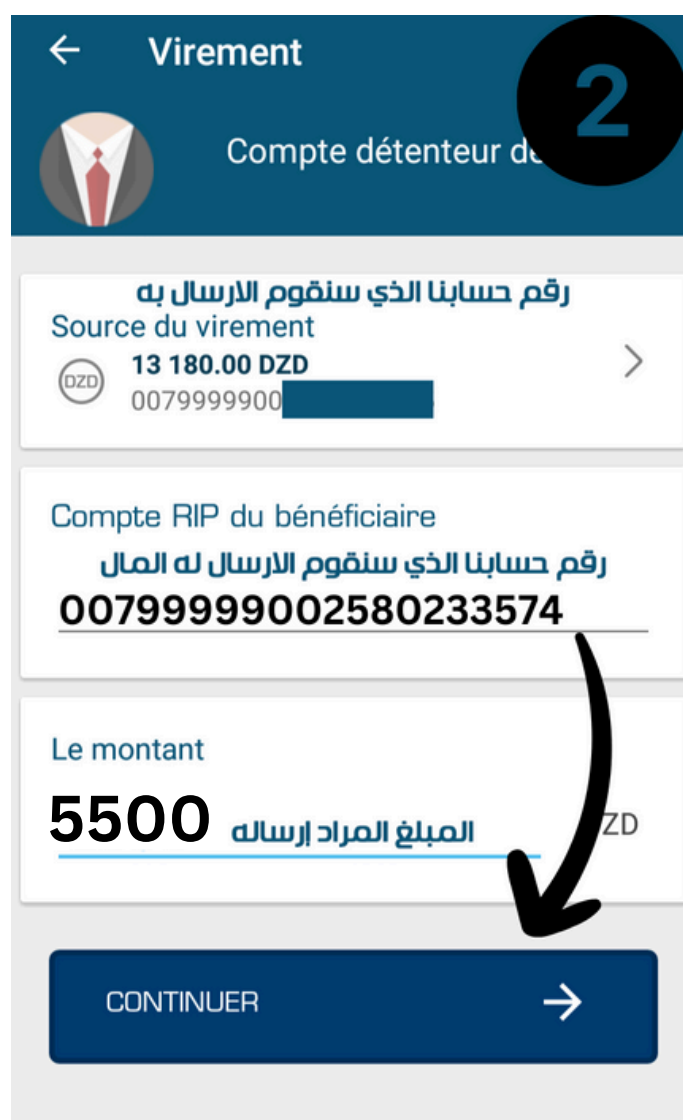 Virement
2
Compte détenteur de
رقم حسابنا الذي سنقوم الارسال به
Source du virement
DZD
13 180.00 DZD
0079999900
Compte RIP du bénéficiaire
رقم حسابنا الذي سنقوم الارسال له المال
00799999002580233574
Le montant
5500 المبلغ المراد إرساله ZD
CONTINUER